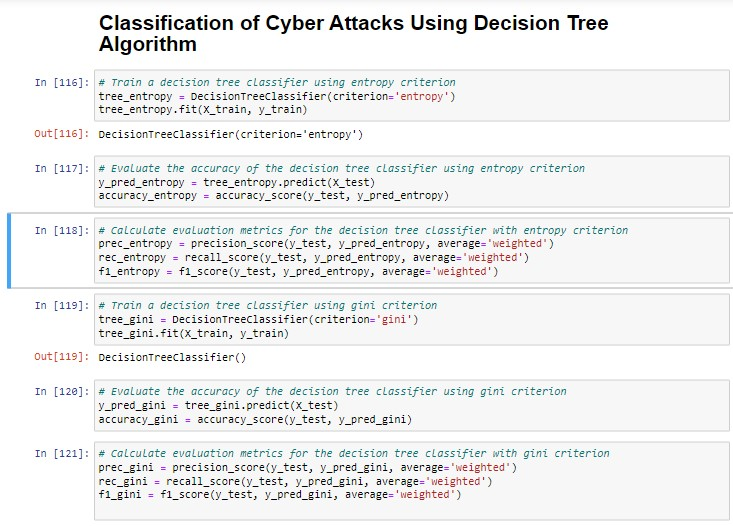 Classification of Cyber Attacks Using Decision Tree
Algorithm
In [116]: # Train a decision tree classifier using entropy criterion
tree_entropy = DecisionTreeClassifier(criterion='entropy')
tree_entropy.fit(X_train, y_train)
Out[116]: DecisionTreeClassifier(criterion='entropy')
In [117]: # Evaluate the accuracy of the decision tree classifier using entropy criterion
y_pred_entropy = tree_entropy.predict(X_test)
accuracy_entropy = accuracy_score(y_test, y_pred_entropy)
In [118]: # Calculate evaluation metrics for the decision tree classifier with entropy criterion
prec_entropy = precision_score(y_test, y_pred_entropy, average='weighted')
rec_entropy = recall_score(y_test, y_pred_entropy, average='weighted')
f1_entropy = f1_score(y_test, y_pred_entropy, average='weighted')
In [119]: # Train a decision tree classifier using gini criterion
tree_gini = DecisionTreeClassifier(criterion='gini')
tree_gini.fit(X_train, y_train)
Out[119]: DecisionTreeClassifier()
In [120]: # Evaluate the accuracy of the decision tree classifier using gini criterion
y_pred_gini = tree_gini.predict(X_test)
accuracy_gini = accuracy_score(y_test, y_pred_gini)
In [121]: # Calculate evaluation metrics for the decision tree classifier with gini criterion
prec_gini = precision_score(y_test, y_pred_gini, average='weighted')
rec_gini = recall_score(y_test, y_pred_gini, average='weighted')
f1_gini = f1_score(y_test, y_pred_gini, average='weighted')